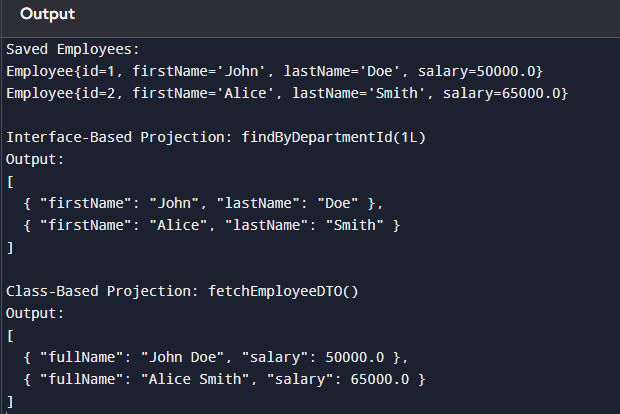 Output
Saved Employees:
Employee{id=1, firstName='John', lastName='Doe', salary=50000.0}
Employee{id=2, firstName='Alice', lastName='Smith', salary=65000.0}
Interface-Based Projection: findByDepartmentId(1L)
Output:
[
  { "firstName": "John", "lastName": "Doe" },
  { "firstName": "Alice", "lastName": "Smith" }
]
Class-Based Projection: fetchEmployeeDTO()
Output:
[
  { "fullName": "John Doe", "salary": 50000.0 },
  { "fullName": "Alice Smith", "salary": 65000.0 }
]